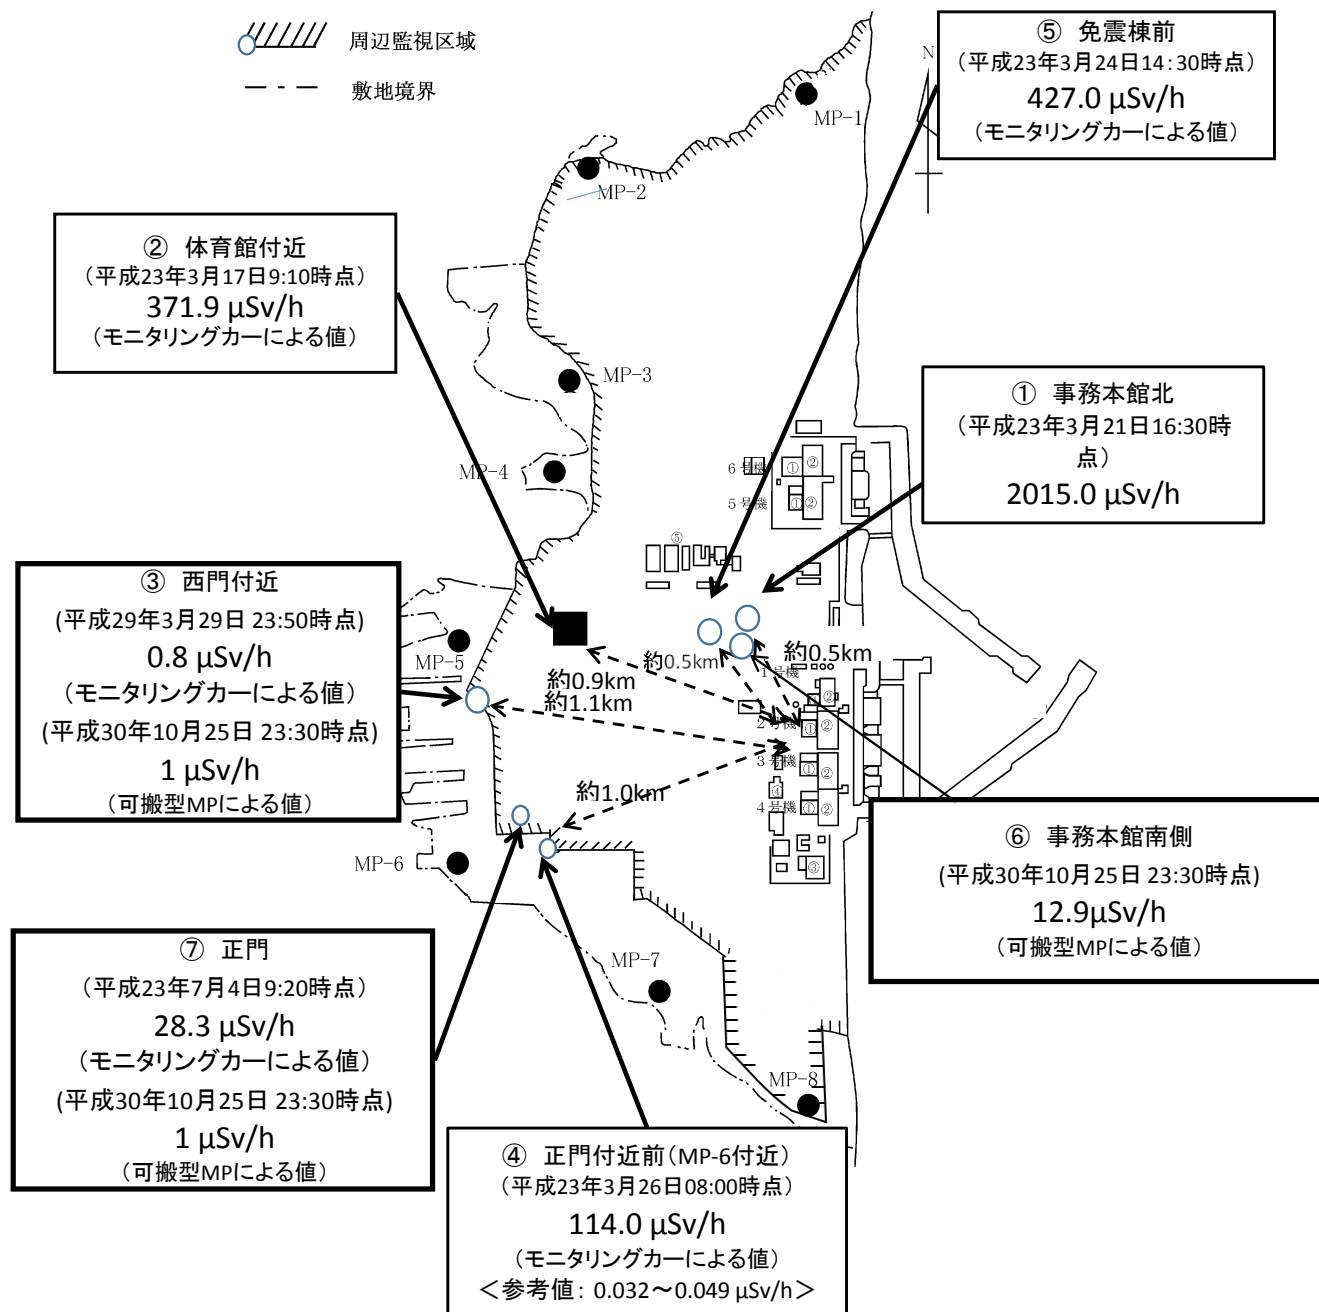 周辺監視区域
敷地境界
⑤ 免震棟前
(平成23年3月24日14:30時点)
427.0 μSv/h
(モニタリングカーによる値)
N
MP-1
MP-2
② 体育館付近
(平成23年3月17日9:10時点)
371.9 μSv/h
(モニタリングカーによる値)
MP-3
① 事務本館北
(平成23年3月21日16:30時
点)
2015.0 μSv/h
MP-4
6号機
① ②
5号機
① ②
⑤
③ 西門付近
(平成29年3月29日 23:50時点)
0.8 μSv/h
(モニタリングカーによる値)
(平成30年10月25日 23:30時点)
1 μSv/h
(可搬型MPによる値)
MP-5
約0.5km
約0.5km
約0.9km
約1.1km
1号機
②
2号機
① ②
3号機
① ②
約1.0km
④
4号機
① ②
③
MP-6
⑥ 事務本館南側
(平成30年10月25日 23:30時点)
12.9μSv/h
(可搬型MPによる値)
⑦ 正門
(平成23年7月4日9:20時点)
28.3 μSv/h
(モニタリングカーによる値)
(平成30年10月25日 23:30時点)
1 μSv/h
(可搬型MPによる値)
MP-7
MP-8
④ 正門付近前(MP-6付近)
(平成23年3月26日08:00時点)
114.0 μSv/h
(モニタリングカーによる値)
<参考値: 0.032~0.049 μSv/h>